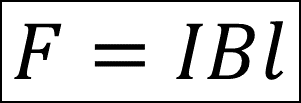 F = IBl